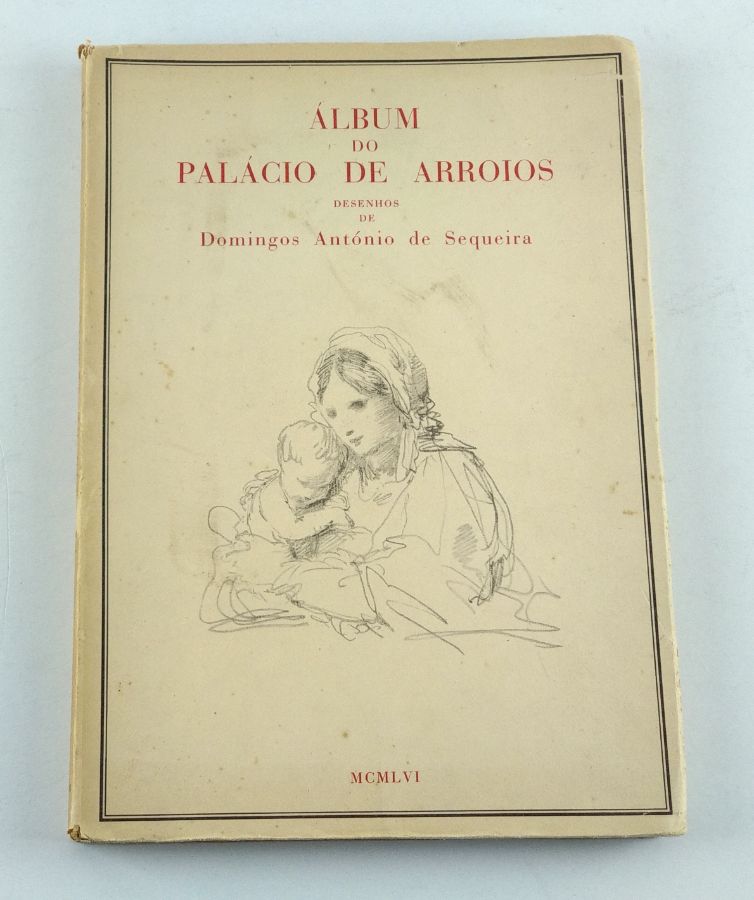 ÁLBUM
DO
PALÁCIO DE ARROIOS
DESENHOS
DE
Domingos António de Sequeira
MCMLVI